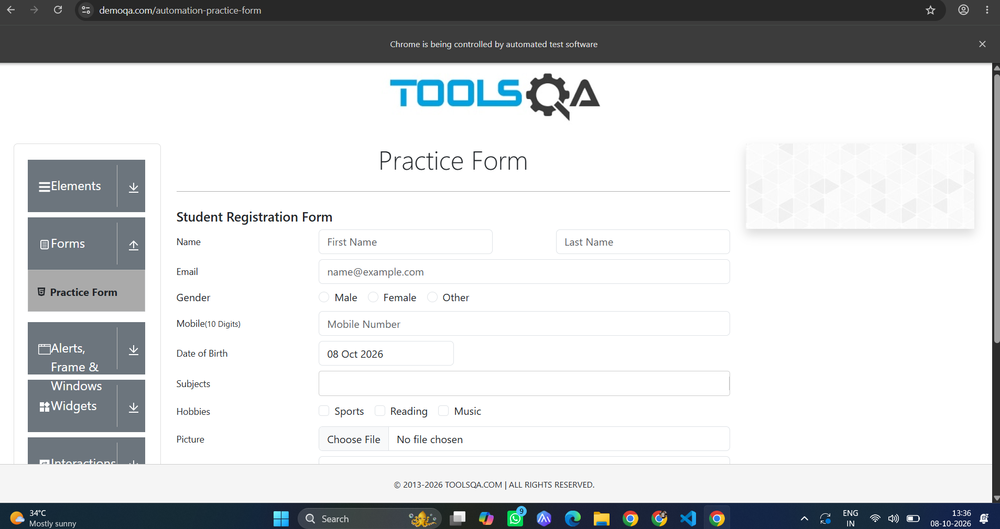 demoqa.com/automation-practice-form
Chrome is being controlled by automated test software
TOOLSQA
Elements
Forms
Practice Form
Alerts,
Frame &
Windows
Widgets
Interactions
Practice Form
Student Registration Form
Name
First Name
Last Name
Email
name@example.com
Gender
Male
Female
Other
Mobile(10 Digits)
Mobile Number
Date of Birth
08 Oct 2026
Subjects
Hobbies
Sports
Reading
Music
Picture
Choose File
No file chosen
© 2013-2026 TOOLSQA.COM | ALL RIGHTS RESERVED.
34°C
Mostly sunny
Search
9
ENG
IN
13:36
08-10-2026